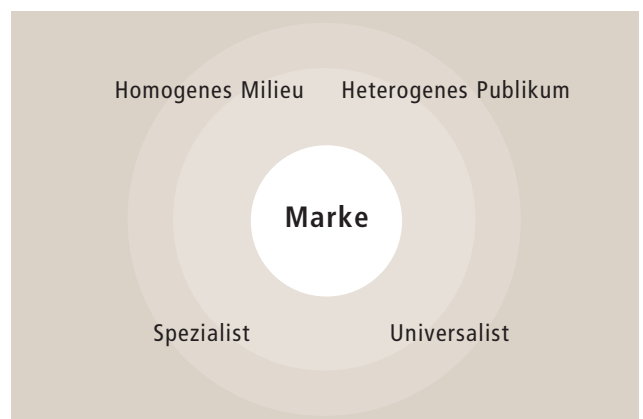 Homogenes Milieu Heterogenes Publikum
Marke
Spezialist Universalist